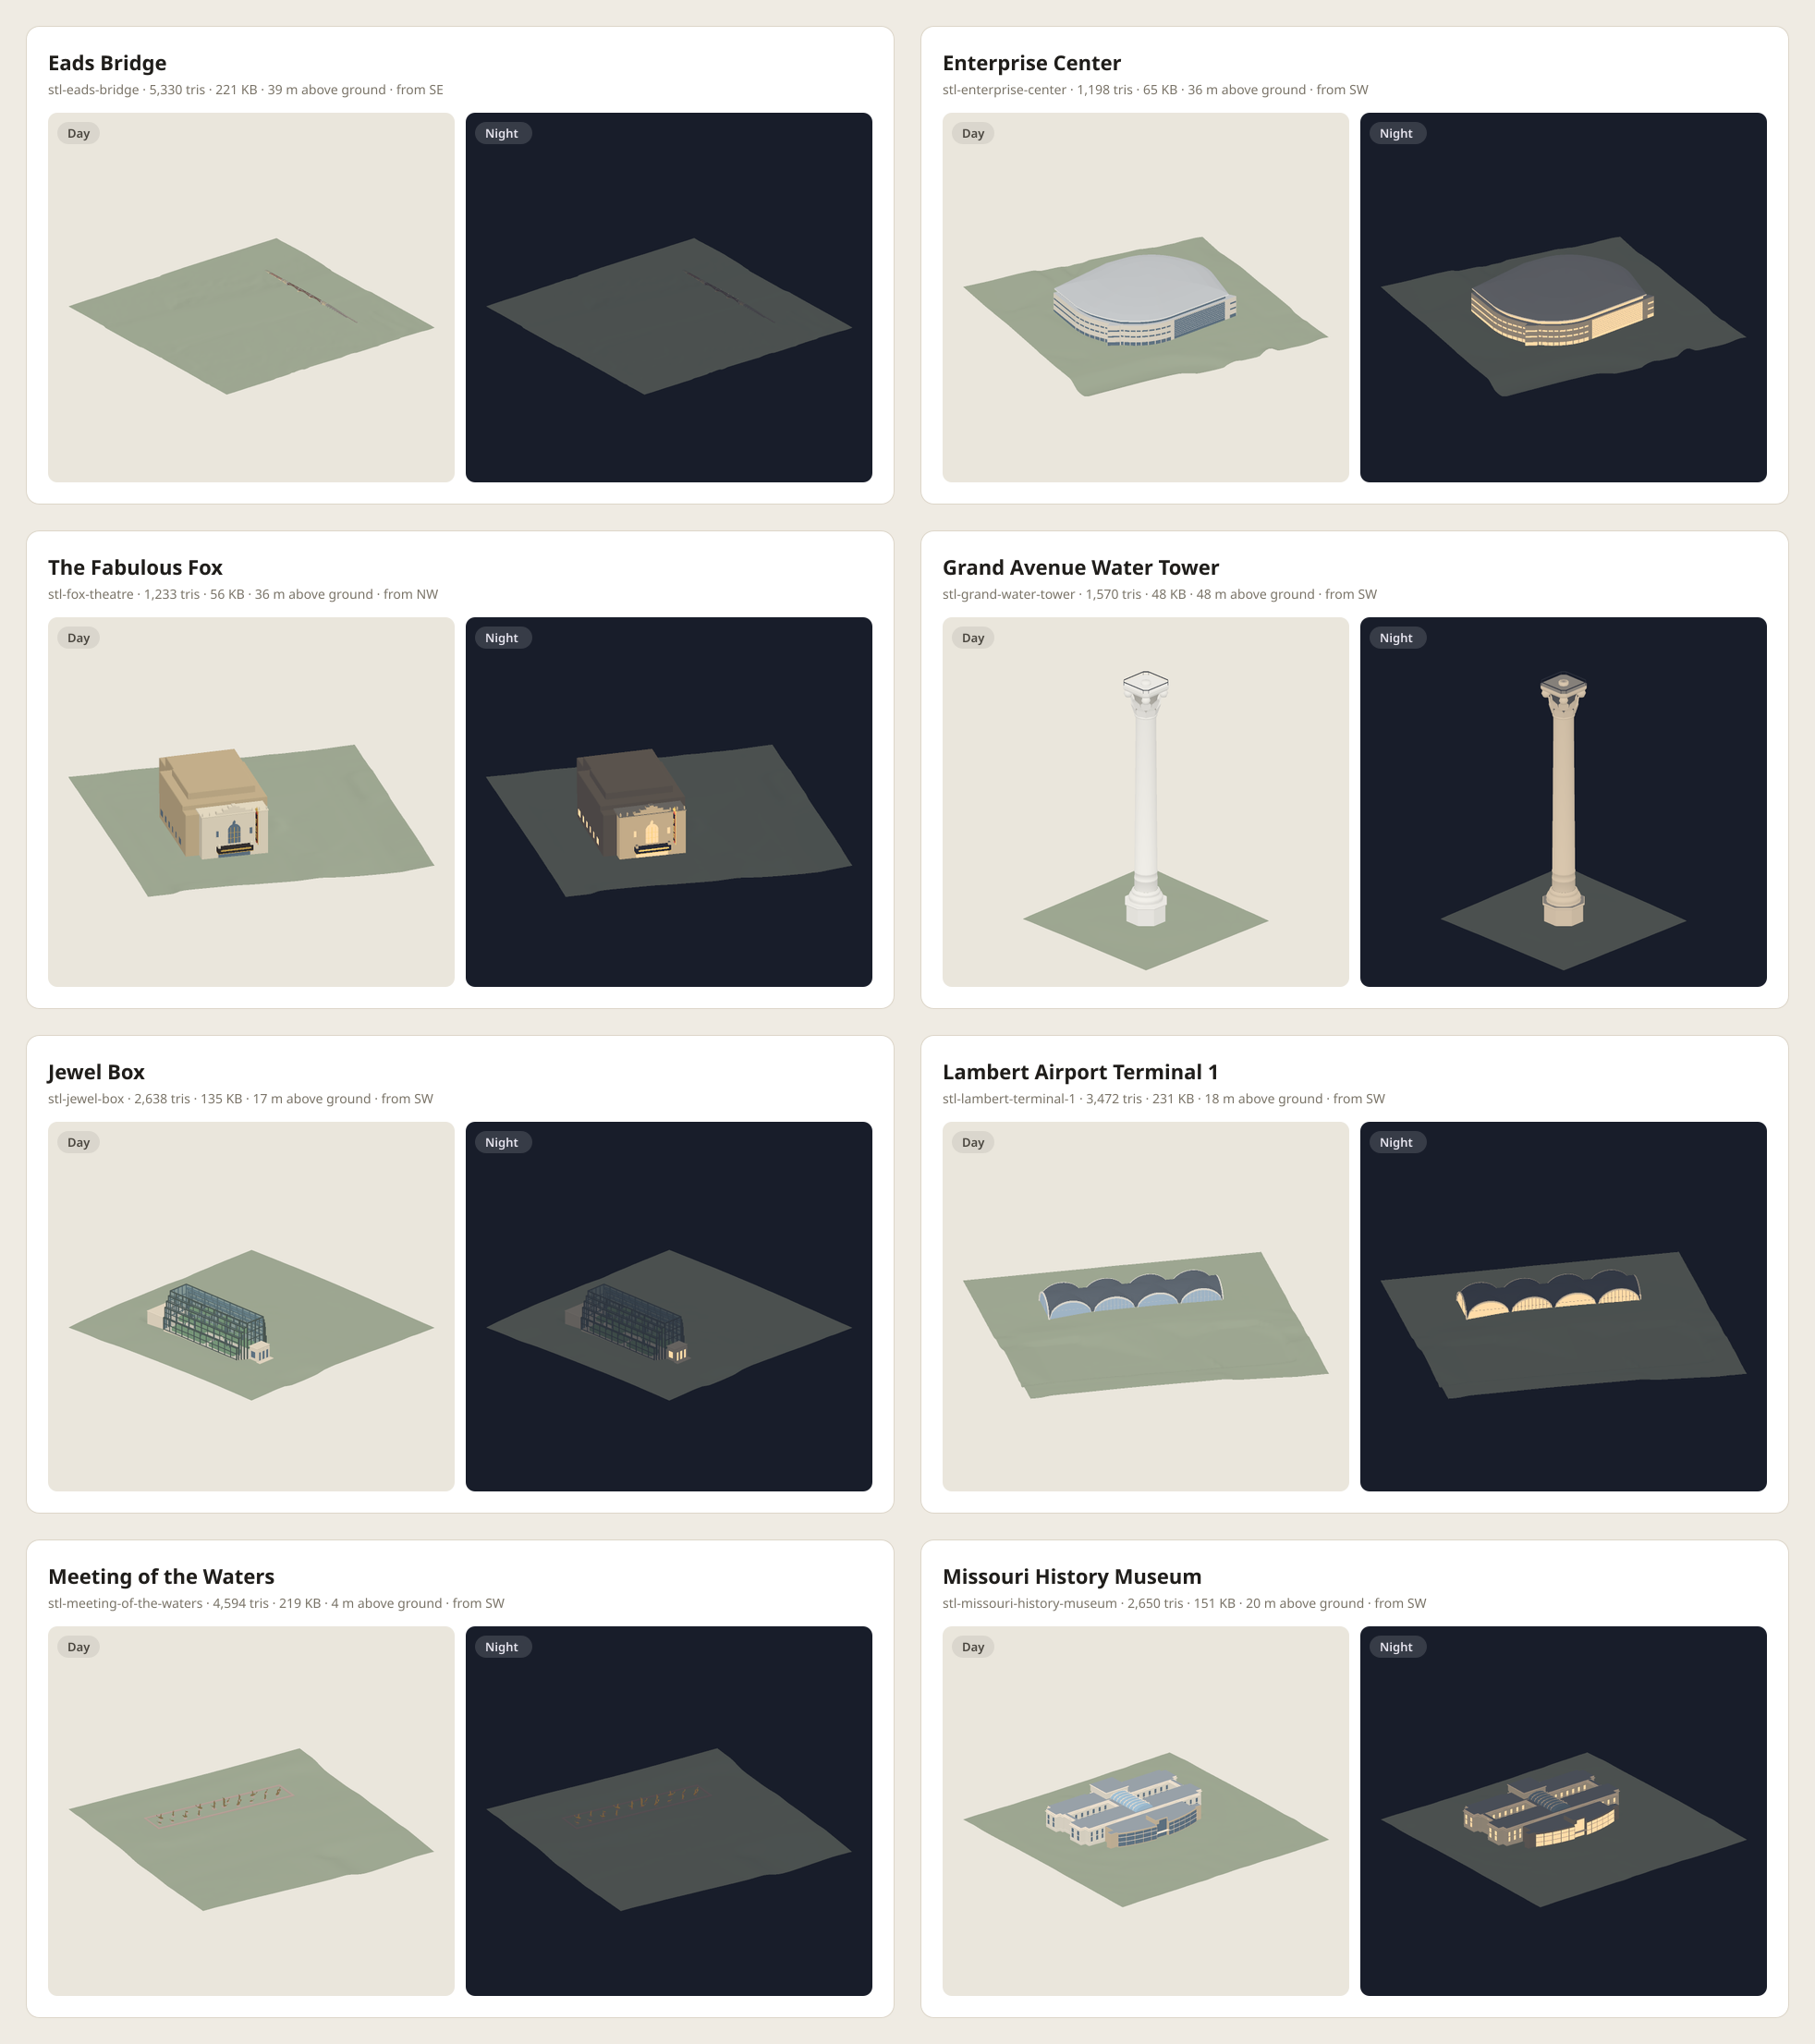 Eads Bridge
stl-eads-bridge · 5,330 tris · 221 KB · 39 m above ground · from SE
Day
Night
Enterprise Center
stl-enterprise-center · 1,198 tris · 65 KB · 36 m above ground · from SW
Day
Night
The Fabulous Fox
stl-fox-theatre · 1,233 tris · 56 KB · 36 m above ground · from NW
Day
Night
Grand Avenue Water Tower
stl-grand-water-tower · 1,570 tris · 48 KB · 48 m above ground · from SW
Day
Night
Jewel Box
stl-jewel-box · 2,638 tris · 135 KB · 17 m above ground · from SW
Day
Night
Lambert Airport Terminal 1
stl-lambert-terminal-1 · 3,472 tris · 231 KB · 18 m above ground · from SW
Day
Night
Meeting of the Waters
stl-meeting-of-the-waters · 4,594 tris · 219 KB · 4 m above ground · from SW
Day
Night
Missouri History Museum
stl-missouri-history-museum · 2,650 tris · 151 KB · 20 m above ground · from SW
Day
Night